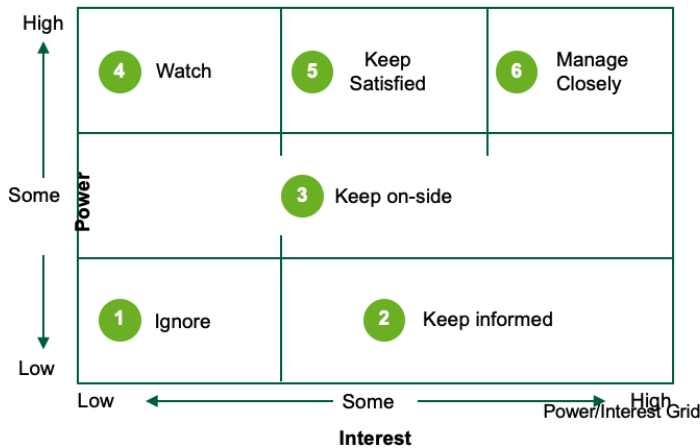 High
4 Watch
5 Keep
Satisfied
6 Manage
Closely
Some
Power
3 Keep on-side
1 Ignore
2 Keep informed
Low
Low
Some
High
Power/Interest Grid
Interest